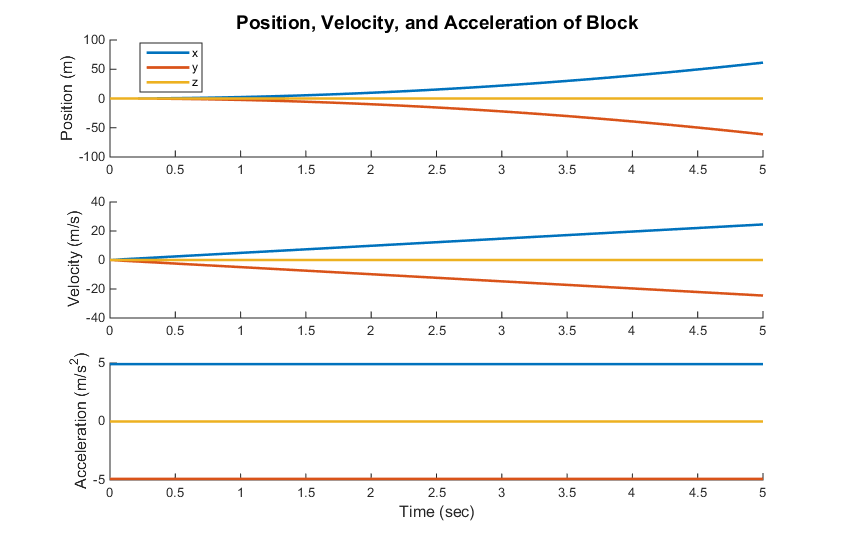 Position, Velocity, and Acceleration of Block
Position (m)
100
50
0
-50
-100
x
y
z
0 0.5 1 1.5 2 2.5 3 3.5 4 4.5 5
Velocity (m/s)
40
20
0
-20
-40
0 0.5 1 1.5 2 2.5 3 3.5 4 4.5 5
Acceleration (m/s²)
5
0
-5
0 0.5 1 1.5 2 2.5 3 3.5 4 4.5 5
Time (sec)